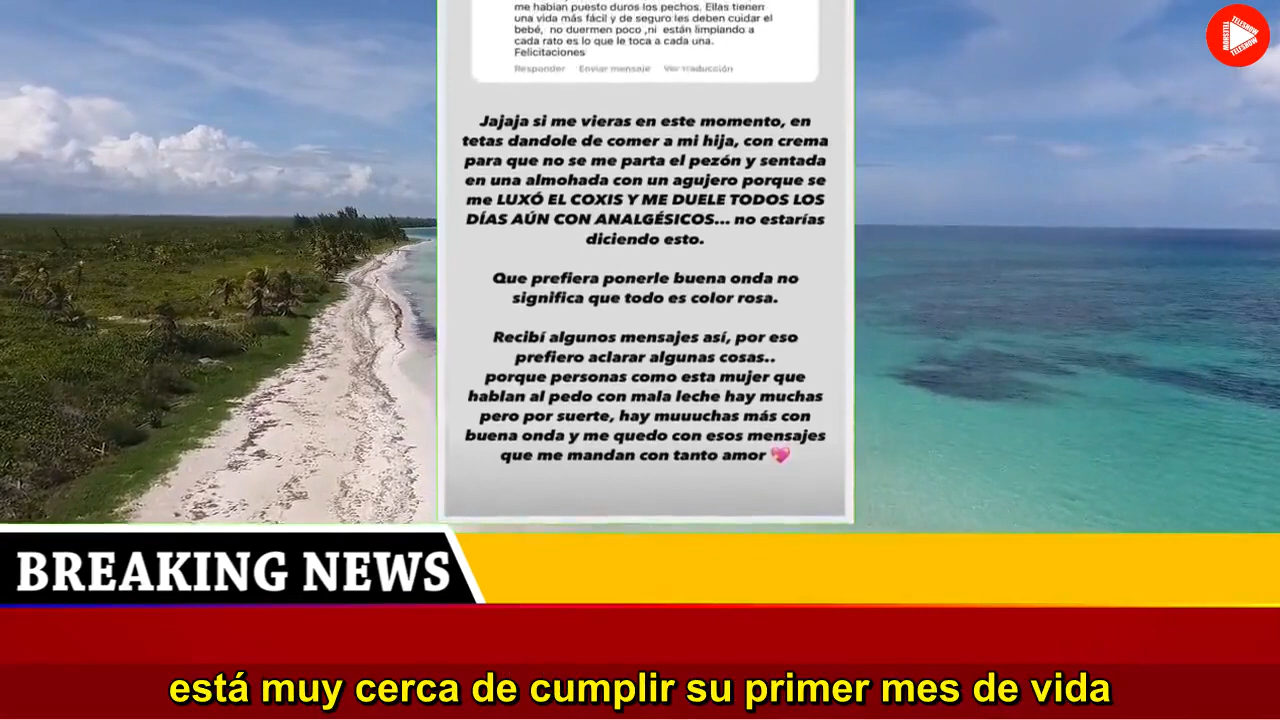 me habían puesto duros los pechos. Ellas tienen
una vida más fácil y de seguro les deben cuidar el
bebé, no duermen poco ,ni están limpiando a
cada rato es lo que le toca a cada una.
Felicitaciones
Responder Enviar mensaje Ver traducción
Jajaja si me vieras en este momento, en
tetas dandole de comer a mi hija, con crema
para que no se me parta el pezón y sentada
en una almohada con un agujero porque se
me LUXÓ EL COXIS Y ME DUELE TODOS LOS
DÍAS AÚN CON ANALGÉSICOS... no estarías
diciendo esto.
Que prefiera ponerle buena onda no
significa que todo es color rosa.
Recibí algunos mensajes así, por eso
prefiero aclarar algunas cosas..
porque personas como esta mujer que
hablan al pedo con mala leche hay muchas
pero por suerte, hay muuuchas más con
buena onda y me quedo con esos mensajes
que me mandan con tanto amor 💖
TELESHOW
TELESHOW
TELESHOW
BREAKING NEWS
está muy cerca de cumplir su primer mes de vida